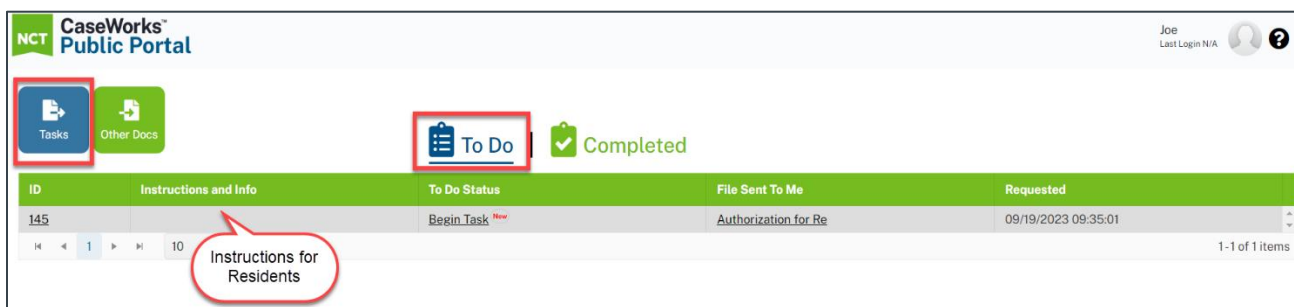 NCT CaseWorks™
Public Portal
Joe
Last Login N/A
?
Tasks
Other Docs
To Do
Completed
ID Instructions and Info To Do Status File Sent To Me Requested
145 Begin Task New Authorization for Re 09/19/2023 09:35:01
1 10 1-1 of 1 items
Instructions for
Residents